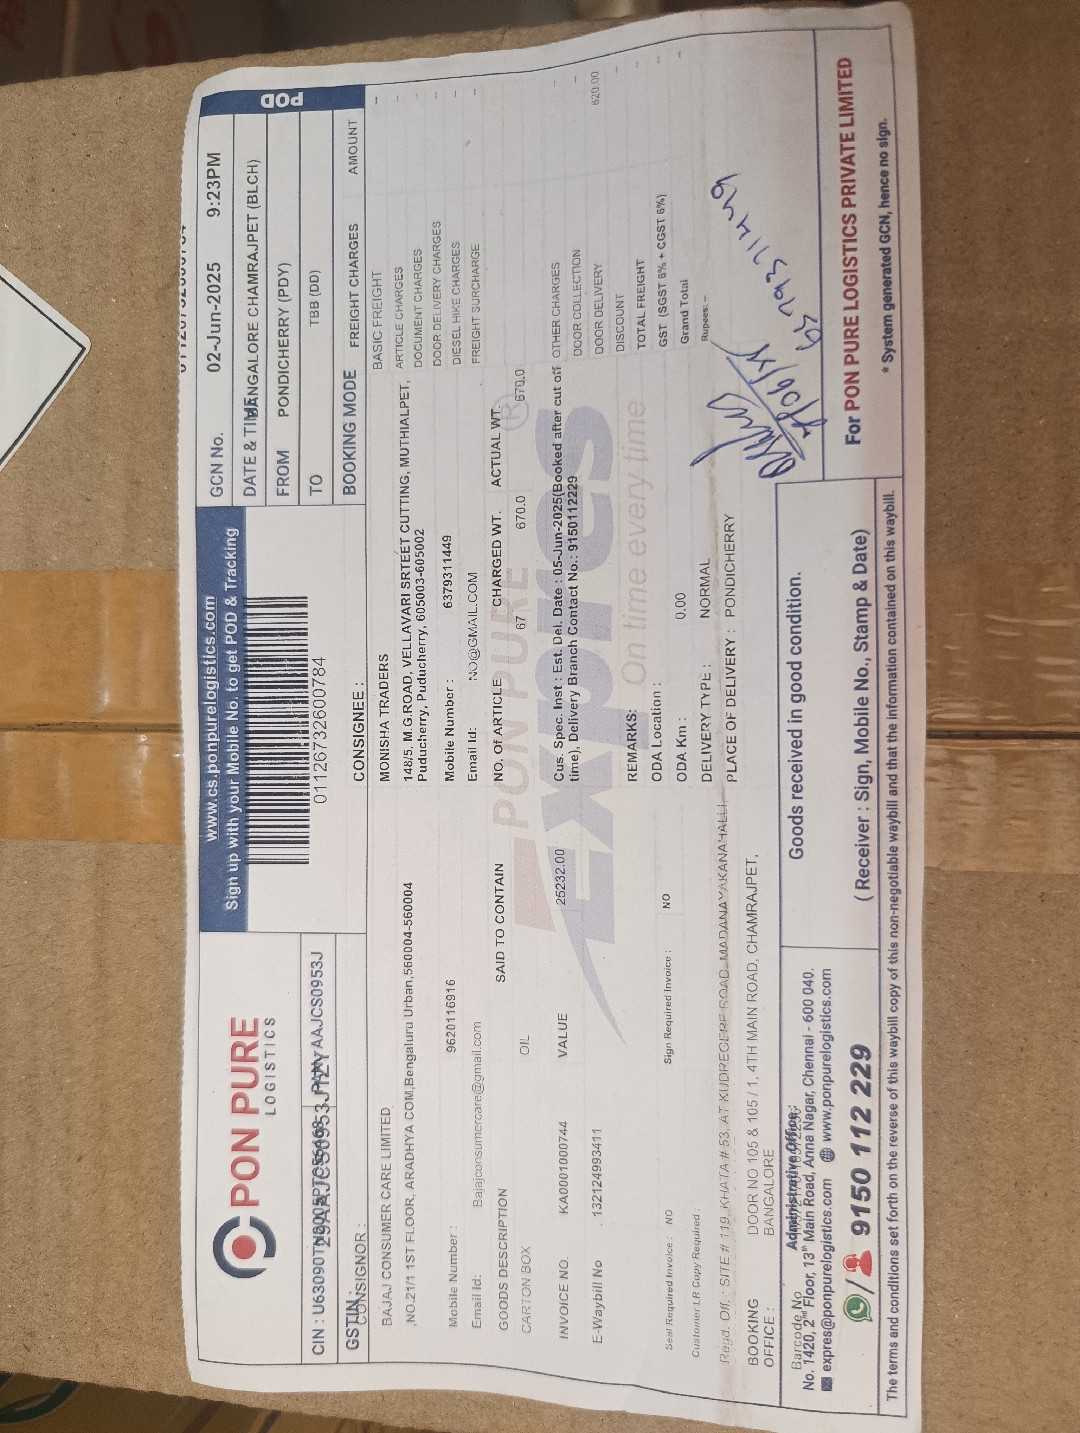 PON PURE
LOGISTICS
www.cs.ponpurelogistics.com
Sign up with your Mobile No. to get POD & Tracking
POD
01126732600784
GCN No.
02-Jun-2025 9:23PM
DATE & TIME
BANGALORE CHAMRAJPET (BLCH)
FROM PONDICHERRY (PDY)
TO TBB (DD)
BOOKING MODE FREIGHT CHARGES AMOUNT
CIN : U63090TN2005PTC55468 PAN: AAJCS0953J
GSTIN: 29AAJCS0953J1ZY
CONSIGNOR :
BAJAJ CONSUMER CARE LIMITED
,NO.21/1 1ST FLOOR, ARADHYA COM,Bengaluru Urban,560004-560004
Mobile Number : 9620116916
Email Id: Bajajconsumercare@gmail.com
CONSIGNEE :
MONISHA TRADERS
148/5. M.G.ROAD, VELLAVARI SRTEET CUTTING, MUTHIALPET,
Puducherry, Puducherry, 605003-605002
Mobile Number : 6379311449
Email Id: NO@GMAIL.COM
GOODS DESCRIPTION SAID TO CONTAIN NO. OF ARTICLE CHARGED WT. ACTUAL WT.
CARTON BOX OIL 67 670.0 670.0
INVOICE NO. KA0001000744 VALUE 25232.00
E-Waybill No : 132124993411
Cus. Spec. Inst : Est. Del. Date : 05-Jun-2025(Booked after cut off
time), Delivery Branch Contact No.: 9150112229
REMARKS:
ODA Location :
ODA Km : 0.00
DELIVERY TYPE : NORMAL
PLACE OF DELIVERY : PONDICHERRY
Seal Required Invoice : NO Sign Required Invoice : NO
Customer LR Copy Required :
BASIC FREIGHT -
ARTICLE CHARGES -
DOCUMENT CHARGES -
DOOR DELIVERY CHARGES -
DIESEL HIKE CHARGES -
FREIGHT SURCHARGE -
OTHER CHARGES -
DOOR COLLECTION -
DOOR DELIVERY 620.00
DISCOUNT -
TOTAL FREIGHT -
GST (SGST 6% + CGST 6%) -
Grand Total -
Rupees: -
PON PURE
Expres®
On time every time
Regd. Off. : SITE # 119, KHATA # 53, AT KUDREGERE ROAD, MADANAYAKANAHALLI,
BOOKING OFFICE : DOOR NO 105 & 105 / 1, 4TH MAIN ROAD, CHAMRAJPET,
BANGALORE
Barcode No
Administrative Office:
No. 1420, 2nd Floor, 13th Main Road, Anna Nagar, Chennai - 600 040.
expres@ponpurelogistics.com www.ponpurelogistics.com
9150 112 229
Goods received in good condition.
( Receiver : Sign, Mobile No., Stamp & Date)
6379311449
For PON PURE LOGISTICS PRIVATE LIMITED
* System generated GCN, hence no sign.
The terms and conditions set forth on the reverse of this waybill copy of this non-negotiable waybill and that the information contained on this waybill.